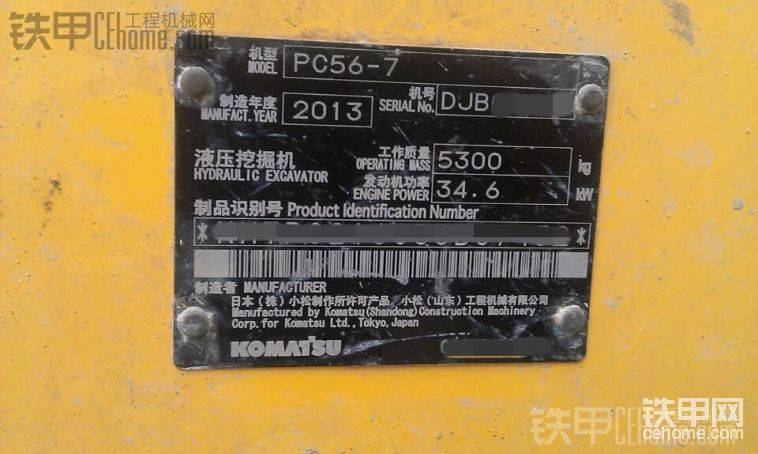 铁甲 工程机械网
CEhome.com
机型
MODEL PC56-7
制造年度
MANUFACT. YEAR 2013
机号
SERIAL No. DJB
液压挖掘机
HYDRAULIC EXCAVATOR
工作质量
OPERATING MASS 5300 kg
发动机功率
ENGINE POWER 34.6 kW
制品识别号 Product Identification Number
制造者 MANUFACTURER
日本（株）小松制作所许可产品 小松（山东）工程机械有限公司
Manufactured by Komatsu(Shandong)Construction Machinery
Corp.for Komatsu Ltd.,Tokyo,Japan
KOMATSU
铁甲 CEhome.com
铁甲网
cehome.com